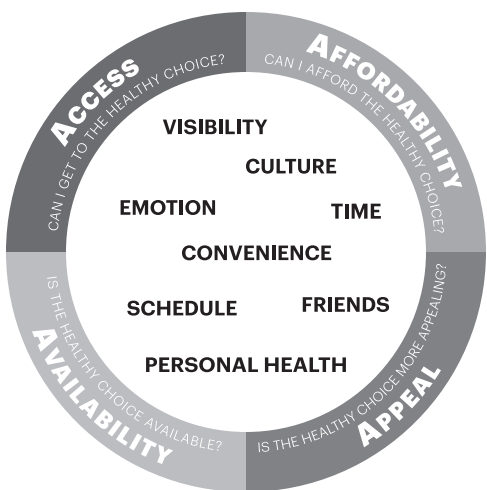 ACCESS
CAN I GET TO THE HEALTHY CHOICE?
AFFORDABILITY
CAN I AFFORD THE HEALTHY CHOICE?
VISIBILITY
CULTURE
EMOTION
TIME
CONVENIENCE
SCHEDULE
FRIENDS
PERSONAL HEALTH
IS THE HEALTHY CHOICE AVAILABLE?
AVAILABILITY
IS THE HEALTHY CHOICE MORE APPEALING?
APPEAL